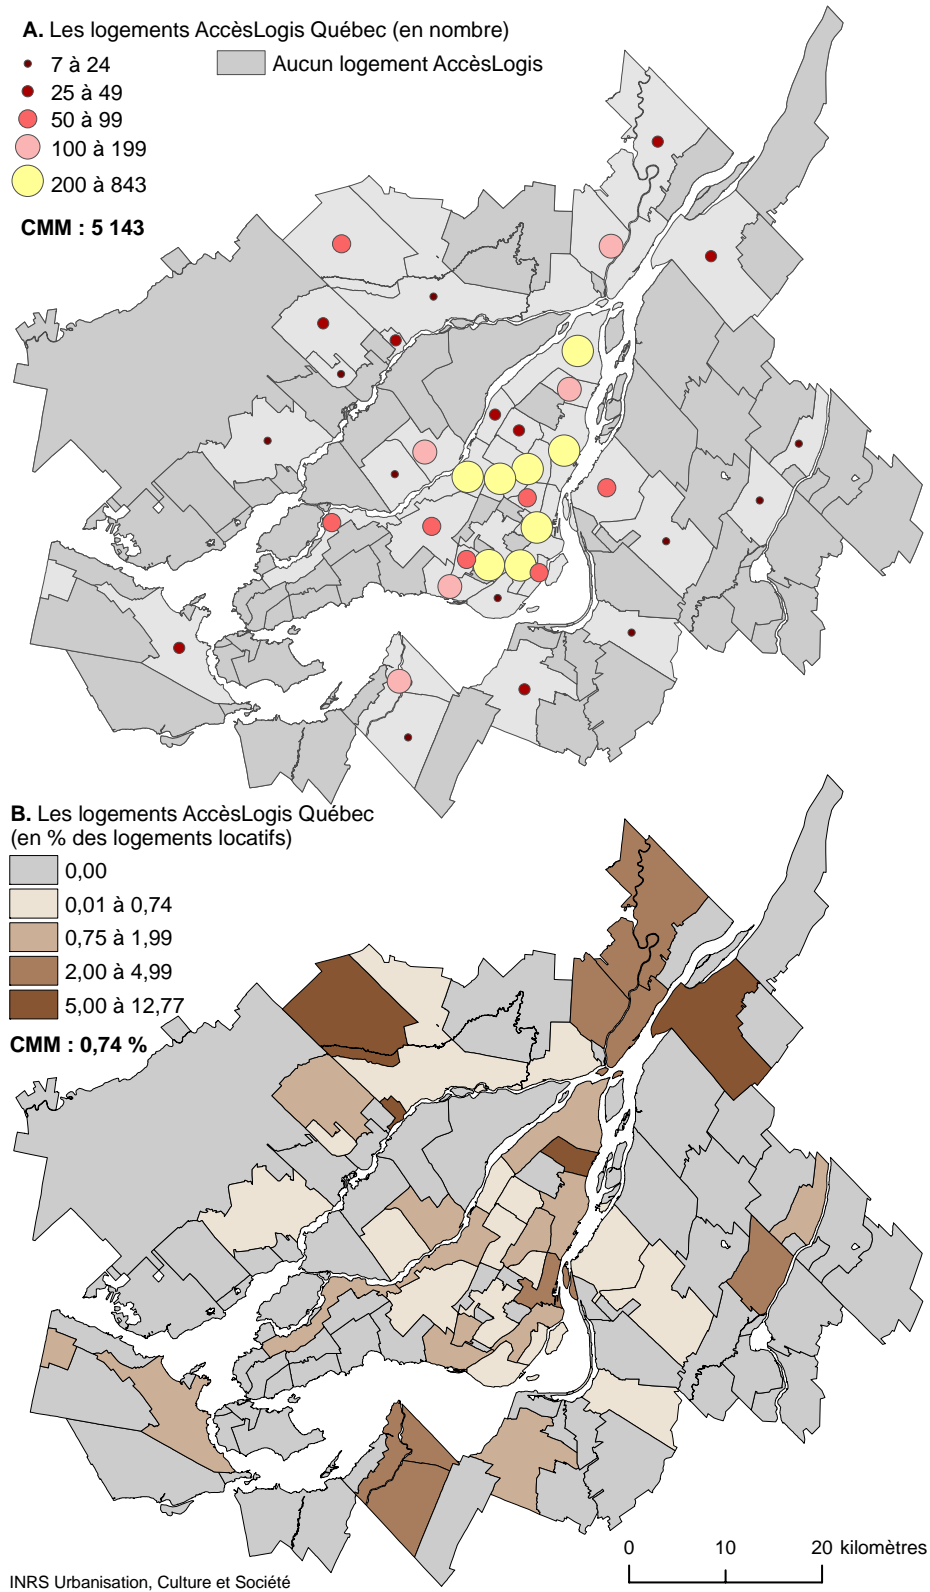 A. Les logements AccèsLogis Québec (en nombre)
7 à 24
Aucun logement AccèsLogis
25 à 49
50 à 99
100 à 199
200 à 843
CMM : 5 143
B. Les logements AccèsLogis Québec
(en % des logements locatifs)
0,00
0,01 à 0,74
0,75 à 1,99
2,00 à 4,99
5,00 à 12,77
CMM : 0,74 %
0 10 20 kilomètres
INRS Urbanisation, Culture et Société